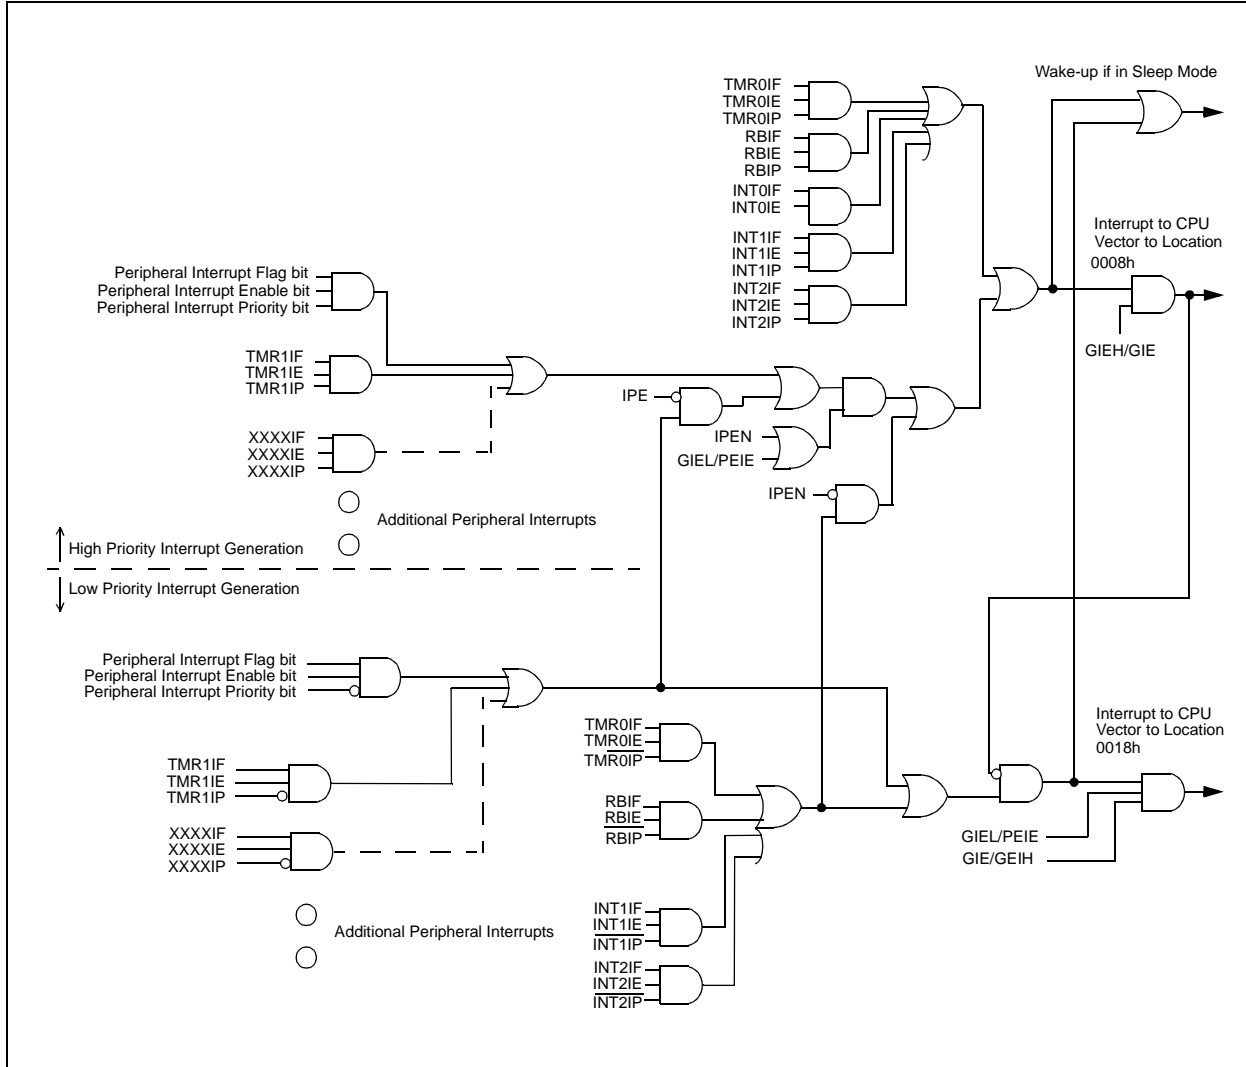 Wake-up if in Sleep Mode
TMR0IF
TMR0IE
TMR0IP
RBIF
RBIE
RBIP
INT0IF
INT0IE
INT1IF
INT1IE
INT1IP
INT2IF
INT2IE
INT2IP
Interrupt to CPU
Vector to Location
0008h
GIEH/GIE
Peripheral Interrupt Flag bit
Peripheral Interrupt Enable bit
Peripheral Interrupt Priority bit
TMR1IF
TMR1IE
TMR1IP
XXXXIF
XXXXIE
XXXXIP
IPE
IPEN
GIEL/PEIE
IPEN
Additional Peripheral Interrupts
High Priority Interrupt Generation
Low Priority Interrupt Generation
Peripheral Interrupt Flag bit
Peripheral Interrupt Enable bit
Peripheral Interrupt Priority bit
TMR1IF
TMR1IE
TMR1IP
XXXXIF
XXXXIE
XXXXIP
Additional Peripheral Interrupts
TMR0IF
TMR0IE
TMR0IP
RBIF
RBIE
RBIP
INT1IF
INT1IE
INT1IP
INT2IF
INT2IE
INT2IP
Interrupt to CPU
Vector to Location
0018h
GIEL/PEIE
GIE/GEIH